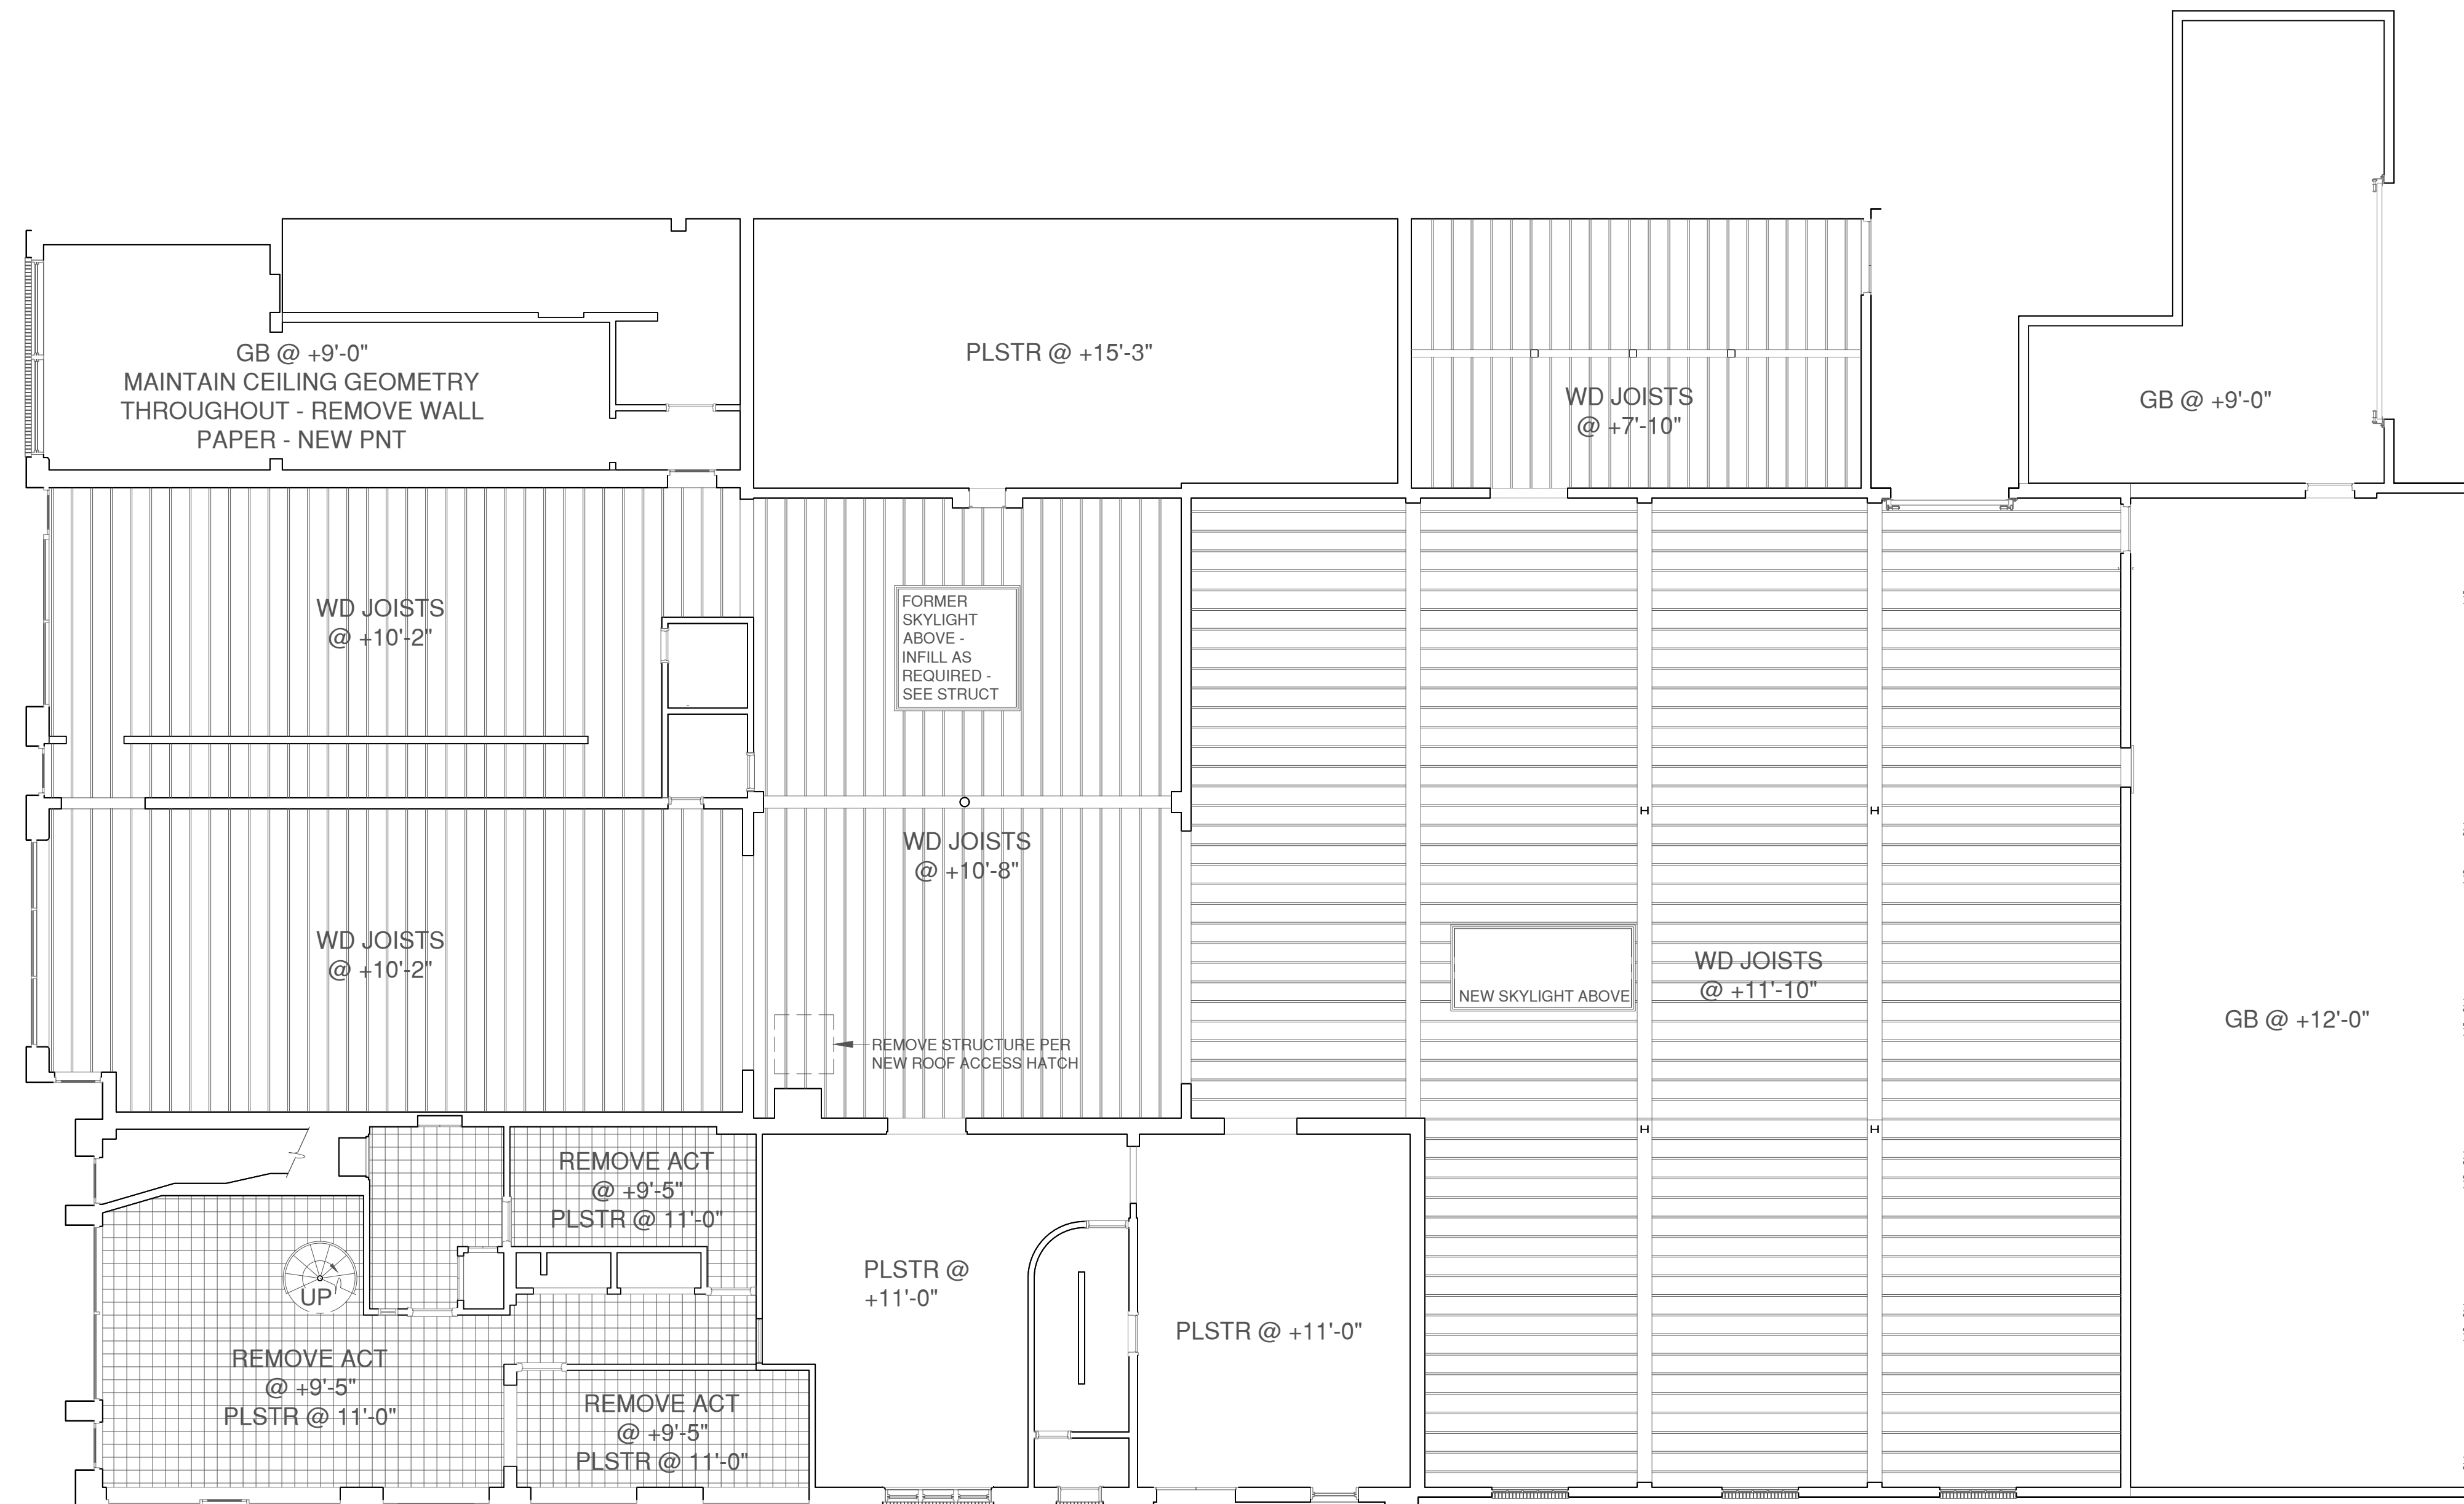 GB @ +9'-0"
MAINTAIN CEILING GEOMETRY
THROUGHOUT - REMOVE WALL
PAPER - NEW PNT
PLSTR @ +15'-3"
WD JOISTS
@ +7'-10"
GB @ +9'-0"
WD JOISTS
@ +10'-2"
FORMER
SKYLIGHT
ABOVE -
INFILL AS
REQUIRED -
SEE STRUCT
WD JOISTS
@ +10'-8"
WD JOISTS
@ +10'-2"
NEW SKYLIGHT ABOVE
WD JOISTS
@ +11'-10"
GB @ +12'-0"
REMOVE STRUCTURE PER
NEW ROOF ACCESS HATCH
REMOVE ACT
@ +9'-5"
PLSTR @ 11'-0"
UP
PLSTR @
+11'-0"
PLSTR @ +11'-0"
REMOVE ACT
@ +9'-5"
PLSTR @ 11'-0"
REMOVE ACT
@ +9'-5"
PLSTR @ 11'-0"